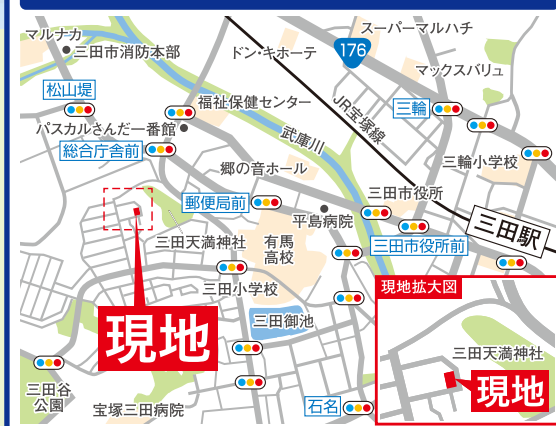 マルナカ
三田市消防本部
ドン・キホーテ
スーパーマルハチ
176
マックスバリュ
松山堤
福祉保健センター
JR宝塚線
三輪
パスカルさんだ一番館
総合庁舎前
武庫川
三輪小学校
郷の音ホール
郵便局前
三田市役所
平島病院
三田駅
三田天満神社
有馬
高校
三田市役所前
三田小学校
現地拡大図
三田御池
現地
三田天満神社
現地
三田谷
公園
宝塚三田病院
石名